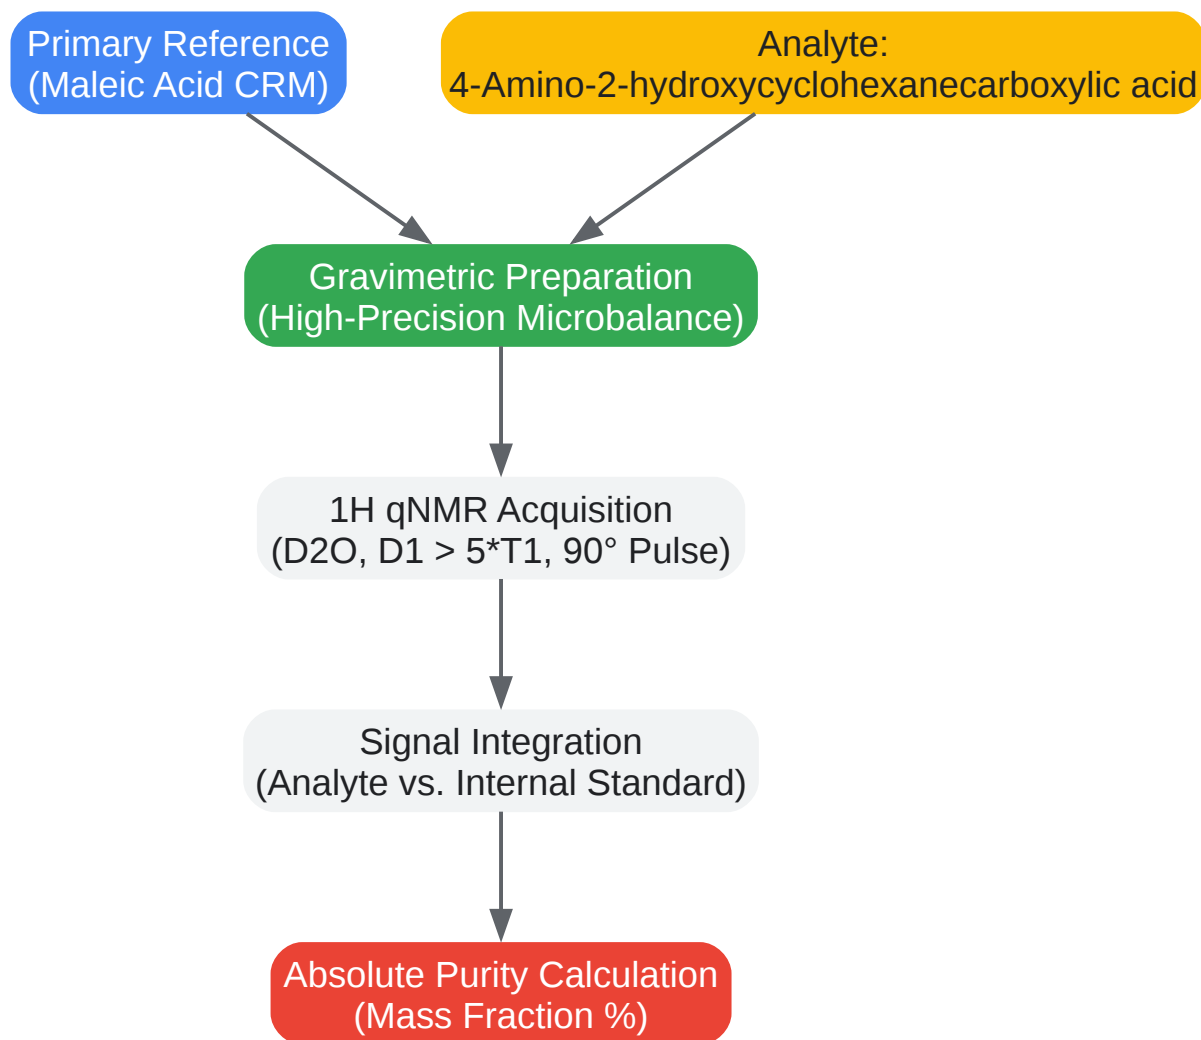 Primary Reference
(Maleic Acid CRM)
Analyte:
4-Amino-2-hydroxycyclohexanecarboxylic acid
Gravimetric Preparation
(High-Precision Microbalance)
1H qNMR Acquisition
(D2O, D1 > 5*T1, 90° Pulse)
Signal Integration
(Analyte vs. Internal Standard)
Absolute Purity Calculation
(Mass Fraction %)